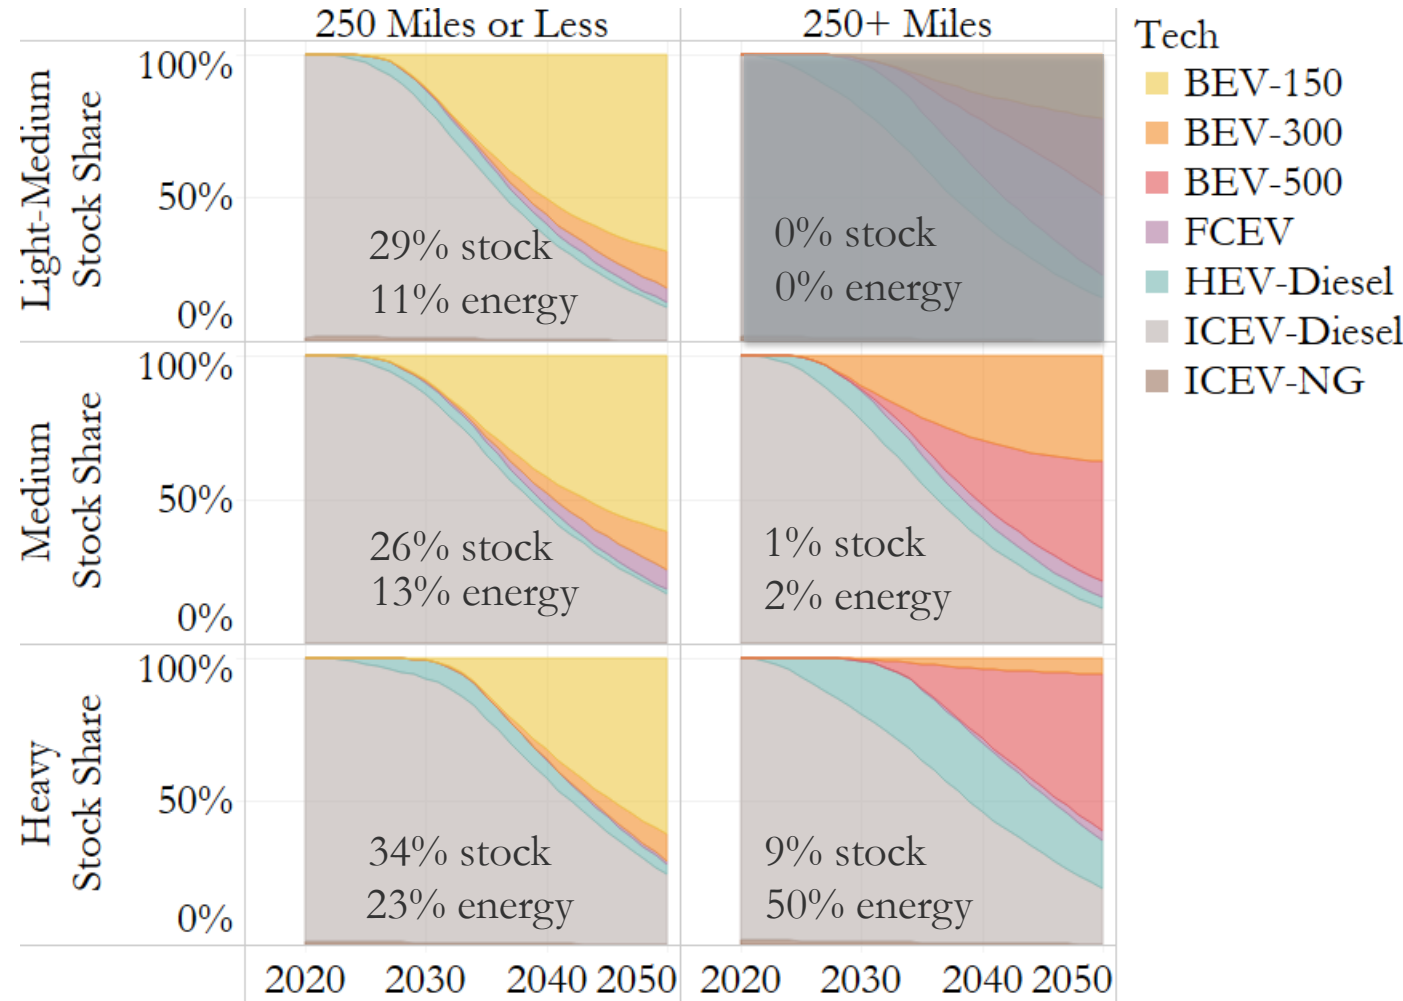 250 Miles or Less
250+ Miles
Tech
BEV-150
BEV-300
BEV-500
FCEV
HEV-Diesel
ICEV-Diesel
ICEV-NG
Light-Medium
Stock Share
100%
50%
0%
29% stock
11% energy
0% stock
0% energy
Medium
Stock Share
100%
50%
0%
26% stock
13% energy
1% stock
2% energy
Heavy
Stock Share
100%
50%
0%
34% stock
23% energy
9% stock
50% energy
2020 2030 2040 2050 2020 2030 2040 2050